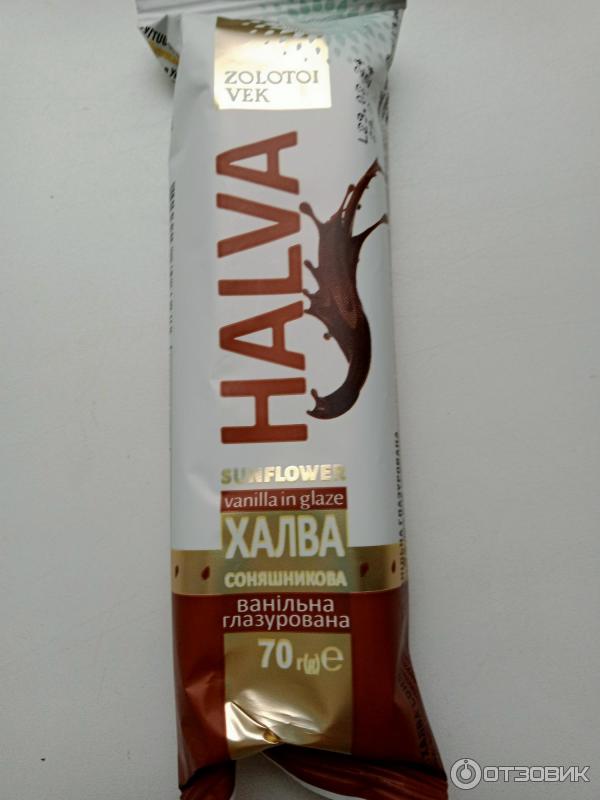 ZOLOTOI
VEK
HALVA
SUNFLOWER
vanilla in glaze
ХАЛВА
СОНЯШНИКОВА
ванільна
глазурована
70 г(g)℮
ОТЗОВИК